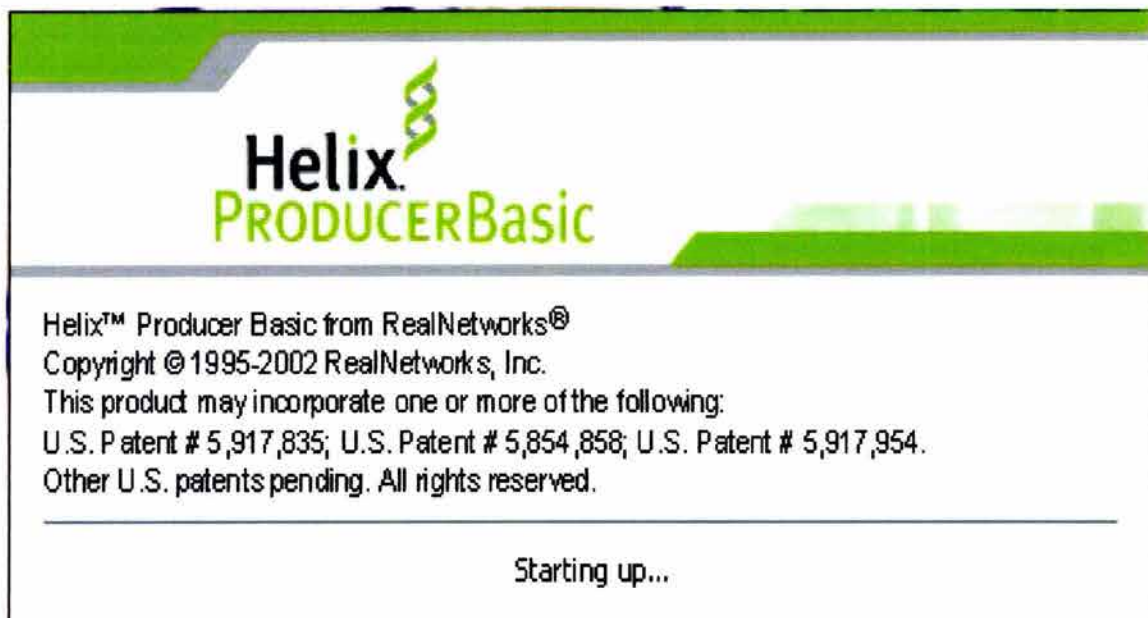 Helix.
PRODUCERBasic
Helix™ Producer Basic from RealNetworks®
Copyright © 1995-2002 RealNetworks, Inc.
This product may incorporate one or more of the following:
U.S. Patent # 5,917,835; U.S. Patent # 5,854,858; U.S. Patent # 5,917,954.
Other U.S. patents pending. All rights reserved.
Starting up...